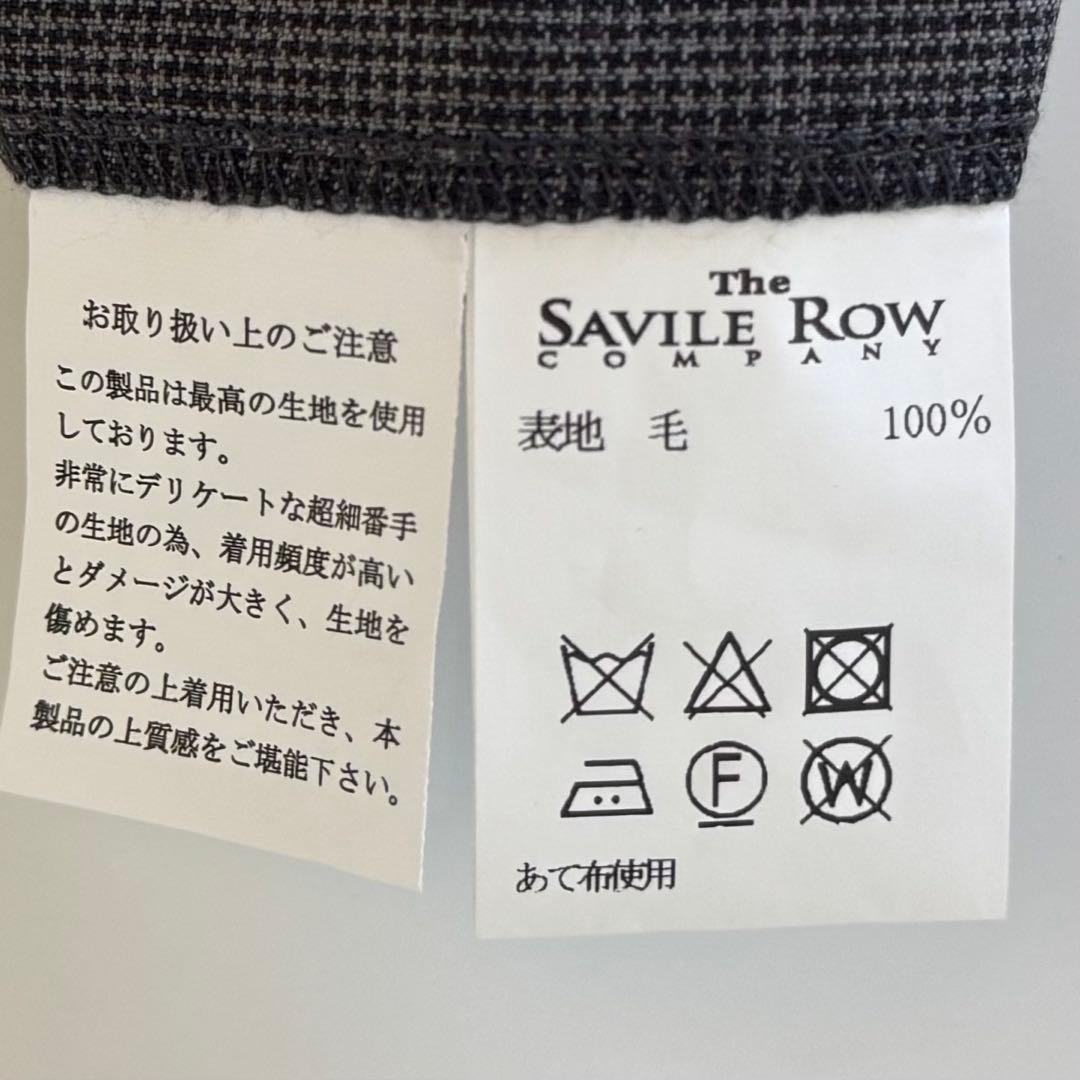 お取り扱い上のご注意
この製品は最高の生地を使用
しております。
非常にデリケートな超細番手
の生地の為、着用頻度が高い
とダメージが大きく、生地を
傷めます。
ご注意の上着用いただき、本
製品の上質感をご堪能下さい。
The
SAVILE ROW
COMPANY
表地 毛 100%
F W
あて布使用